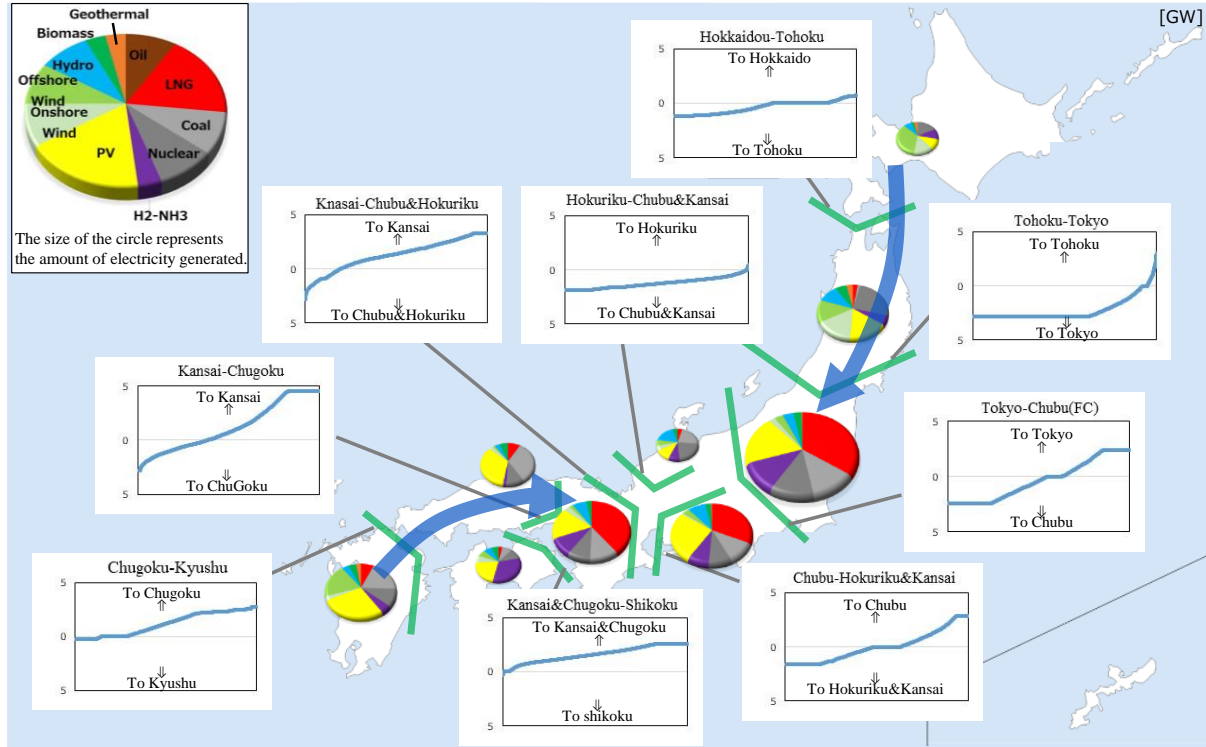 [GW]
Geothermal
Biomass
Oil
Hydro
LNG
Offshore
Wind
Onshore
Wind
Coal
PV
Nuclear
H2-NH3
The size of the circle represents
the amount of electricity generated.
Hokkaidou-Tohoku
5
To Hokkaido
⇑
0
⇓
To Tohoku
5
Knasai-Chubu&Hokuriku
5
To Kansai
⇑
0
⇓
To Chubu&Hokuriku
5
Hokuriku-Chubu&Kansai
5
To Hokuriku
⇑
0
⇓
To Chubu&Kansai
5
Tohoku-Tokyo
5
To Tohoku
⇑
0
⇓
To Tokyo
5
Kansai-Chugoku
5
To Kansai
⇑
0
⇓
To ChuGoku
5
Tokyo-Chubu(FC)
5
To Tokyo
⇑
0
⇓
To Chubu
5
Chugoku-Kyushu
5
To Chugoku
⇑
0
⇓
To Kyushu
5
Kansai&Chugoku-Shikoku
5
To Kansai&Chugoku
⇑
0
⇓
To shikoku
5
Chubu-Hokuriku&Kansai
5
To Chubu
⇑
0
⇓
To Hokuriku&Kansai
5